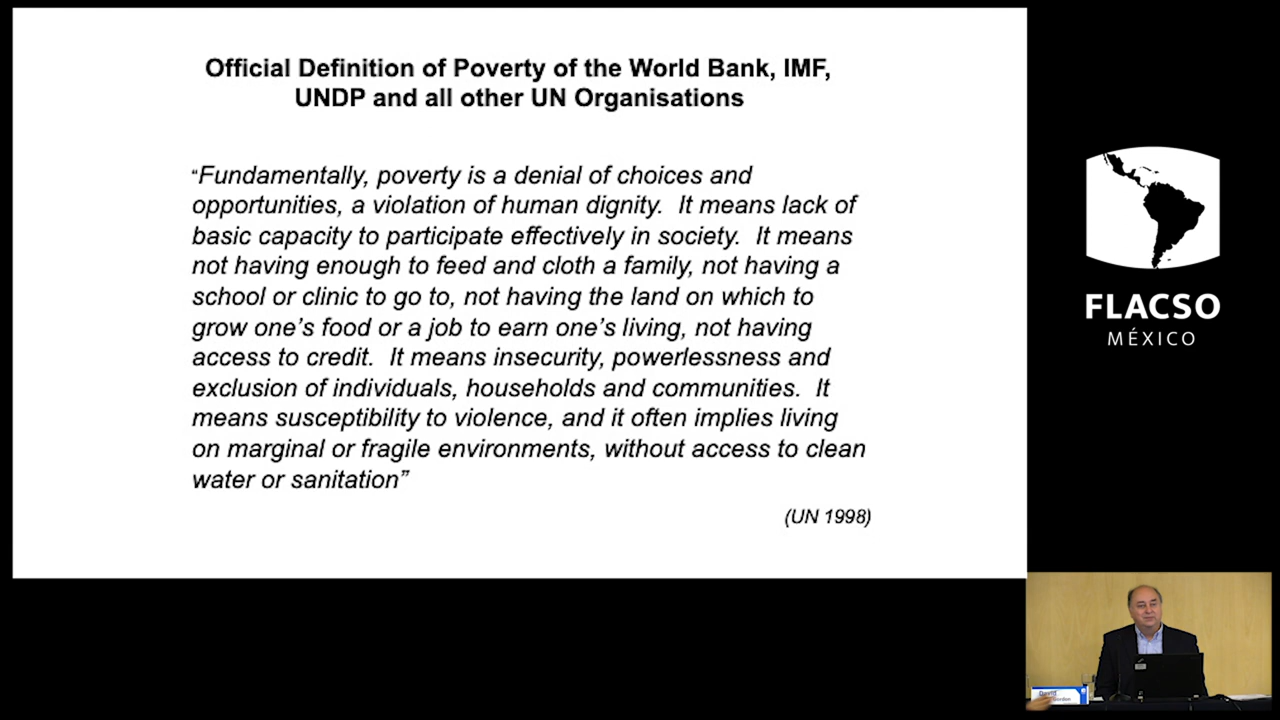 Official Definition of Poverty of the World Bank, IMF,
UNDP and all other UN Organisations
“Fundamentally, poverty is a denial of choices and
opportunities, a violation of human dignity.  It means lack of
basic capacity to participate effectively in society.  It means
not having enough to feed and cloth a family, not having a
school or clinic to go to, not having the land on which to
grow one’s food or a job to earn one’s living, not having
access to credit.  It means insecurity, powerlessness and
exclusion of individuals, households and communities.  It
means susceptibility to violence, and it often implies living
on marginal or fragile environments, without access to clean
water or sanitation”
(UN 1998)
FLACSO
MÉXICO
David